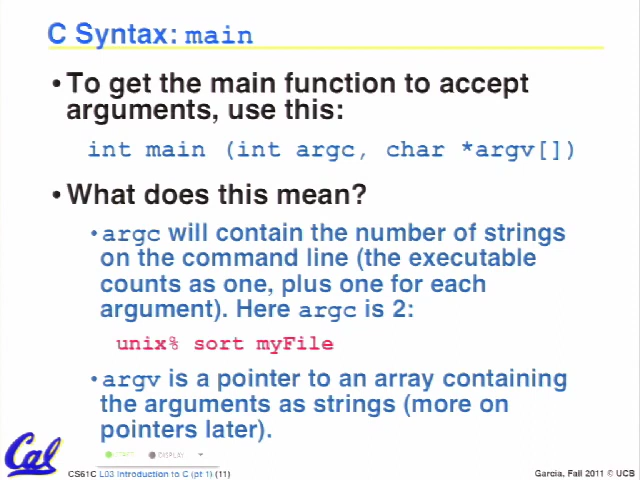 C Syntax: main
• To get the main function to accept
arguments, use this:
int main (int argc, char *argv[])
• What does this mean?
• argc will contain the number of strings
on the command line (the executable
counts as one, plus one for each
argument). Here argc is 2:
unix% sort myFile
• argv is a pointer to an array containing
the arguments as strings (more on
pointers later).
START DISPLAY
Cal
CS61C L03 Introduction to C (pt 1) (11)
Garcia, Fall 2011 © UCB